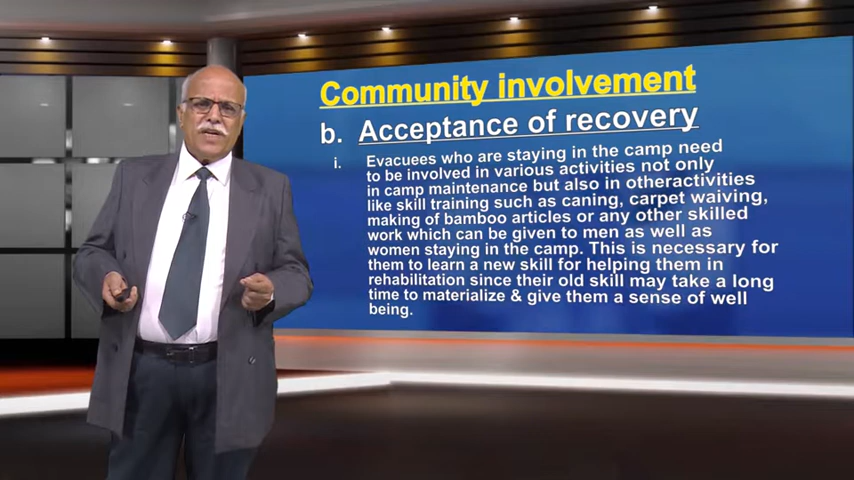 Community involvement
b. Acceptance of recovery
i. Evacuees who are staying in the camp need
to be involved in various activities not only
in camp maintenance but also in otheractivities
like skill training such as caning, carpet waiving,
making of bamboo articles or any other skilled
work which can be given to men as well as
women staying in the camp. This is necessary for
them to learn a new skill for helping them in
rehabilitation since their old skill may take a long
time to materialize & give them a sense of well
being.